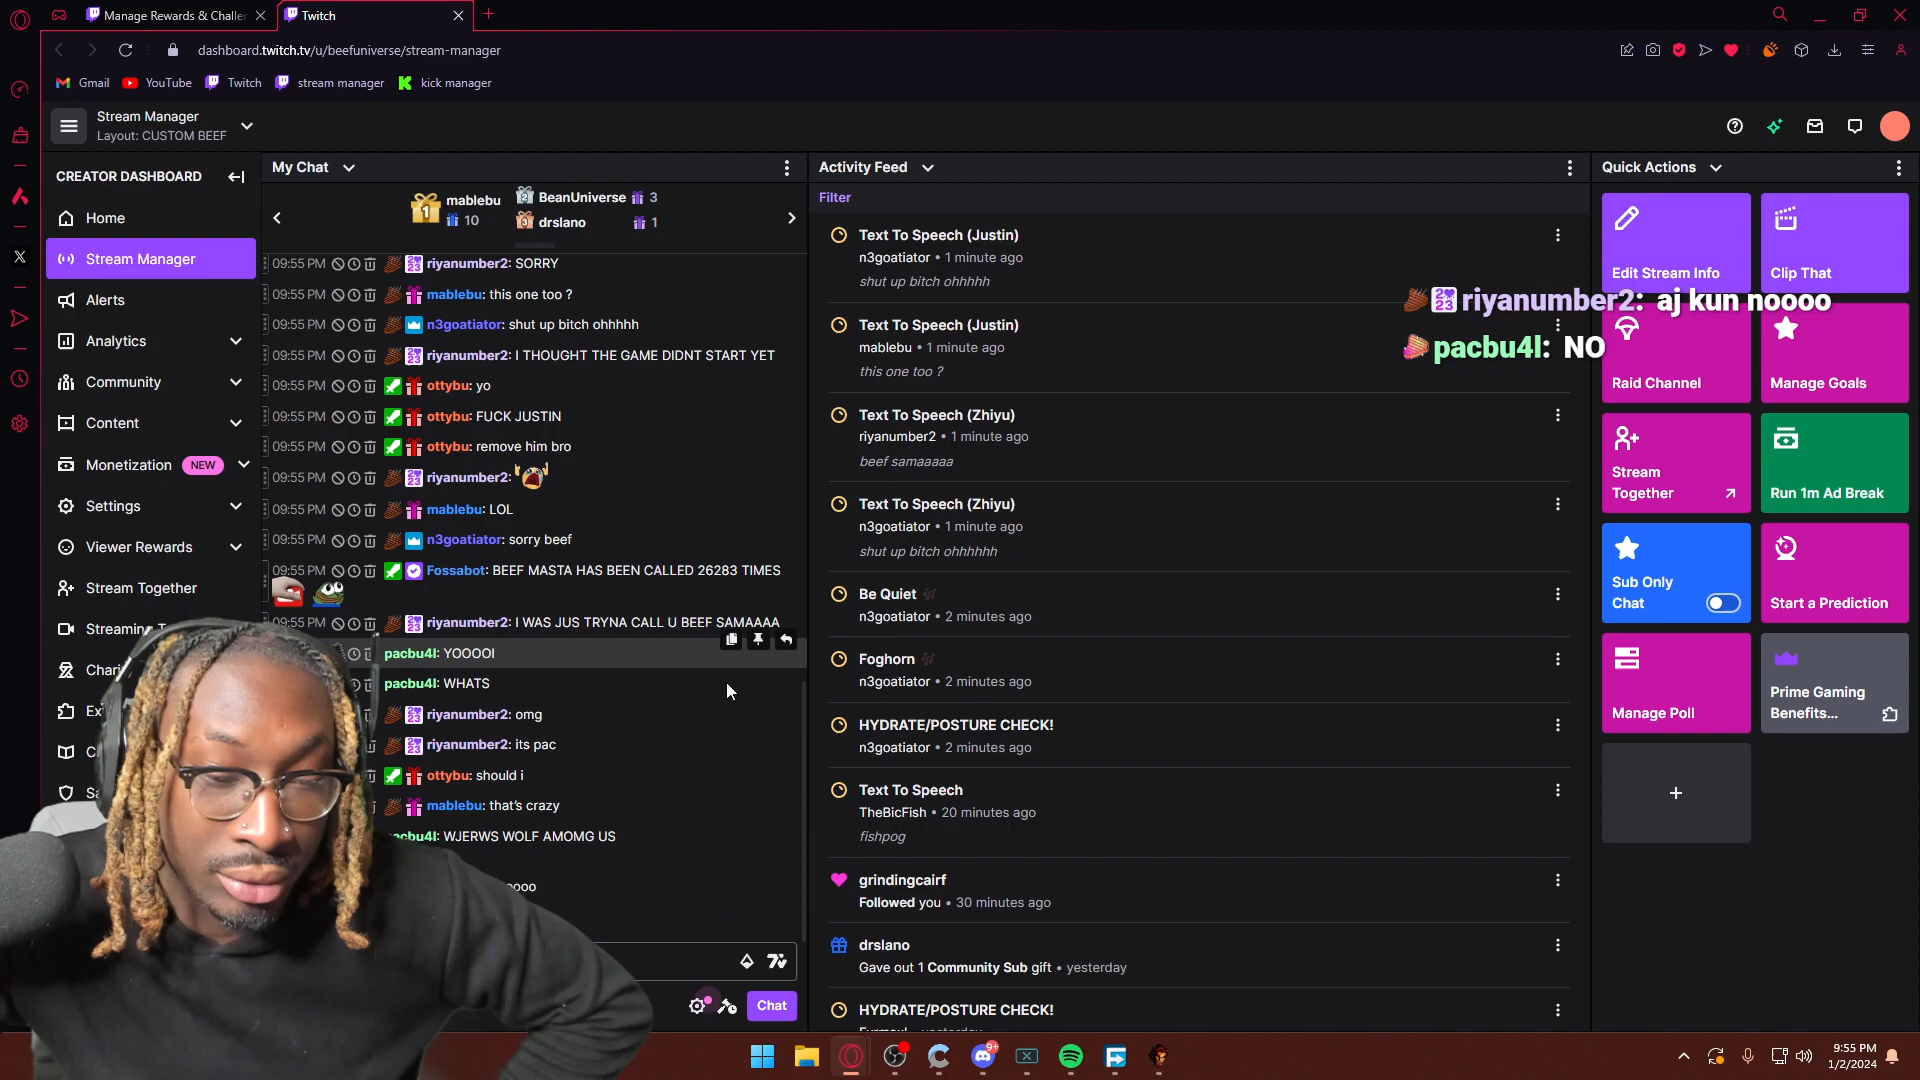 Manage Rewards & Challer
Twitch
dashboard.twitch.tv/u/beefuniverse/stream-manager
Gmail
YouTube
Twitch
stream manager
kick manager
Stream Manager
Layout: CUSTOM BEEF
CREATOR DASHBOARD
Home
Stream Manager
Alerts
Analytics
Community
Content
Monetization NEW
Settings
Viewer Rewards
Stream Together
Streaming
My Chat
1 mablebu 10
BeanUniverse 3
drslano 1
09:55 PM riyanumber2: SORRY
09:55 PM mablebu: this one too ?
09:55 PM n3goatiator: shut up bitch ohhhhh
09:55 PM riyanumber2: I THOUGHT THE GAME DIDNT START YET
09:55 PM ottybu: yo
09:55 PM ottybu: FUCK JUSTIN
09:55 PM ottybu: remove him bro
09:55 PM riyanumber2:
09:55 PM mablebu: LOL
09:55 PM n3goatiator: sorry beef
09:55 PM Fossabot: BEEF MASTA HAS BEEN CALLED 26283 TIMES
09:55 PM riyanumber2: I WAS JUS TRYNA CALL U BEEF SAMAAAA
pacbu4l: YOOOOI
pacbu4l: WHATS
riyanumber2: omg
riyanumber2: its pac
ottybu: should i
mablebu: that's crazy
pacbu4l: WJERWS WOLF AMOMG US
Chat
Activity Feed
Filter
Text To Speech (Justin)
n3goatiator • 1 minute ago
shut up bitch ohhhhh
Text To Speech (Justin)
mablebu • 1 minute ago
this one too ?
Text To Speech (Zhiyu)
riyanumber2 • 1 minute ago
beef samaaaaa
Text To Speech (Zhiyu)
n3goatiator • 1 minute ago
shut up bitch ohhhhhh
Be Quiet
n3goatiator • 2 minutes ago
Foghorn
n3goatiator • 2 minutes ago
HYDRATE/POSTURE CHECK!
n3goatiator • 2 minutes ago
Text To Speech
TheBicFish • 20 minutes ago
fishpog
grindingcairf
Followed you • 30 minutes ago
drslano
Gave out 1 Community Sub gift • yesterday
HYDRATE/POSTURE CHECK!
Quick Actions
Edit Stream Info
Clip That
riyanumber2: aj kun noooo
pacbu4l: NO
Raid Channel
Manage Goals
Stream Together
Run 1m Ad Break
Sub Only Chat
Start a Prediction
Manage Poll
Prime Gaming Benefits...
+
9+
9:55 PM
1/2/2024